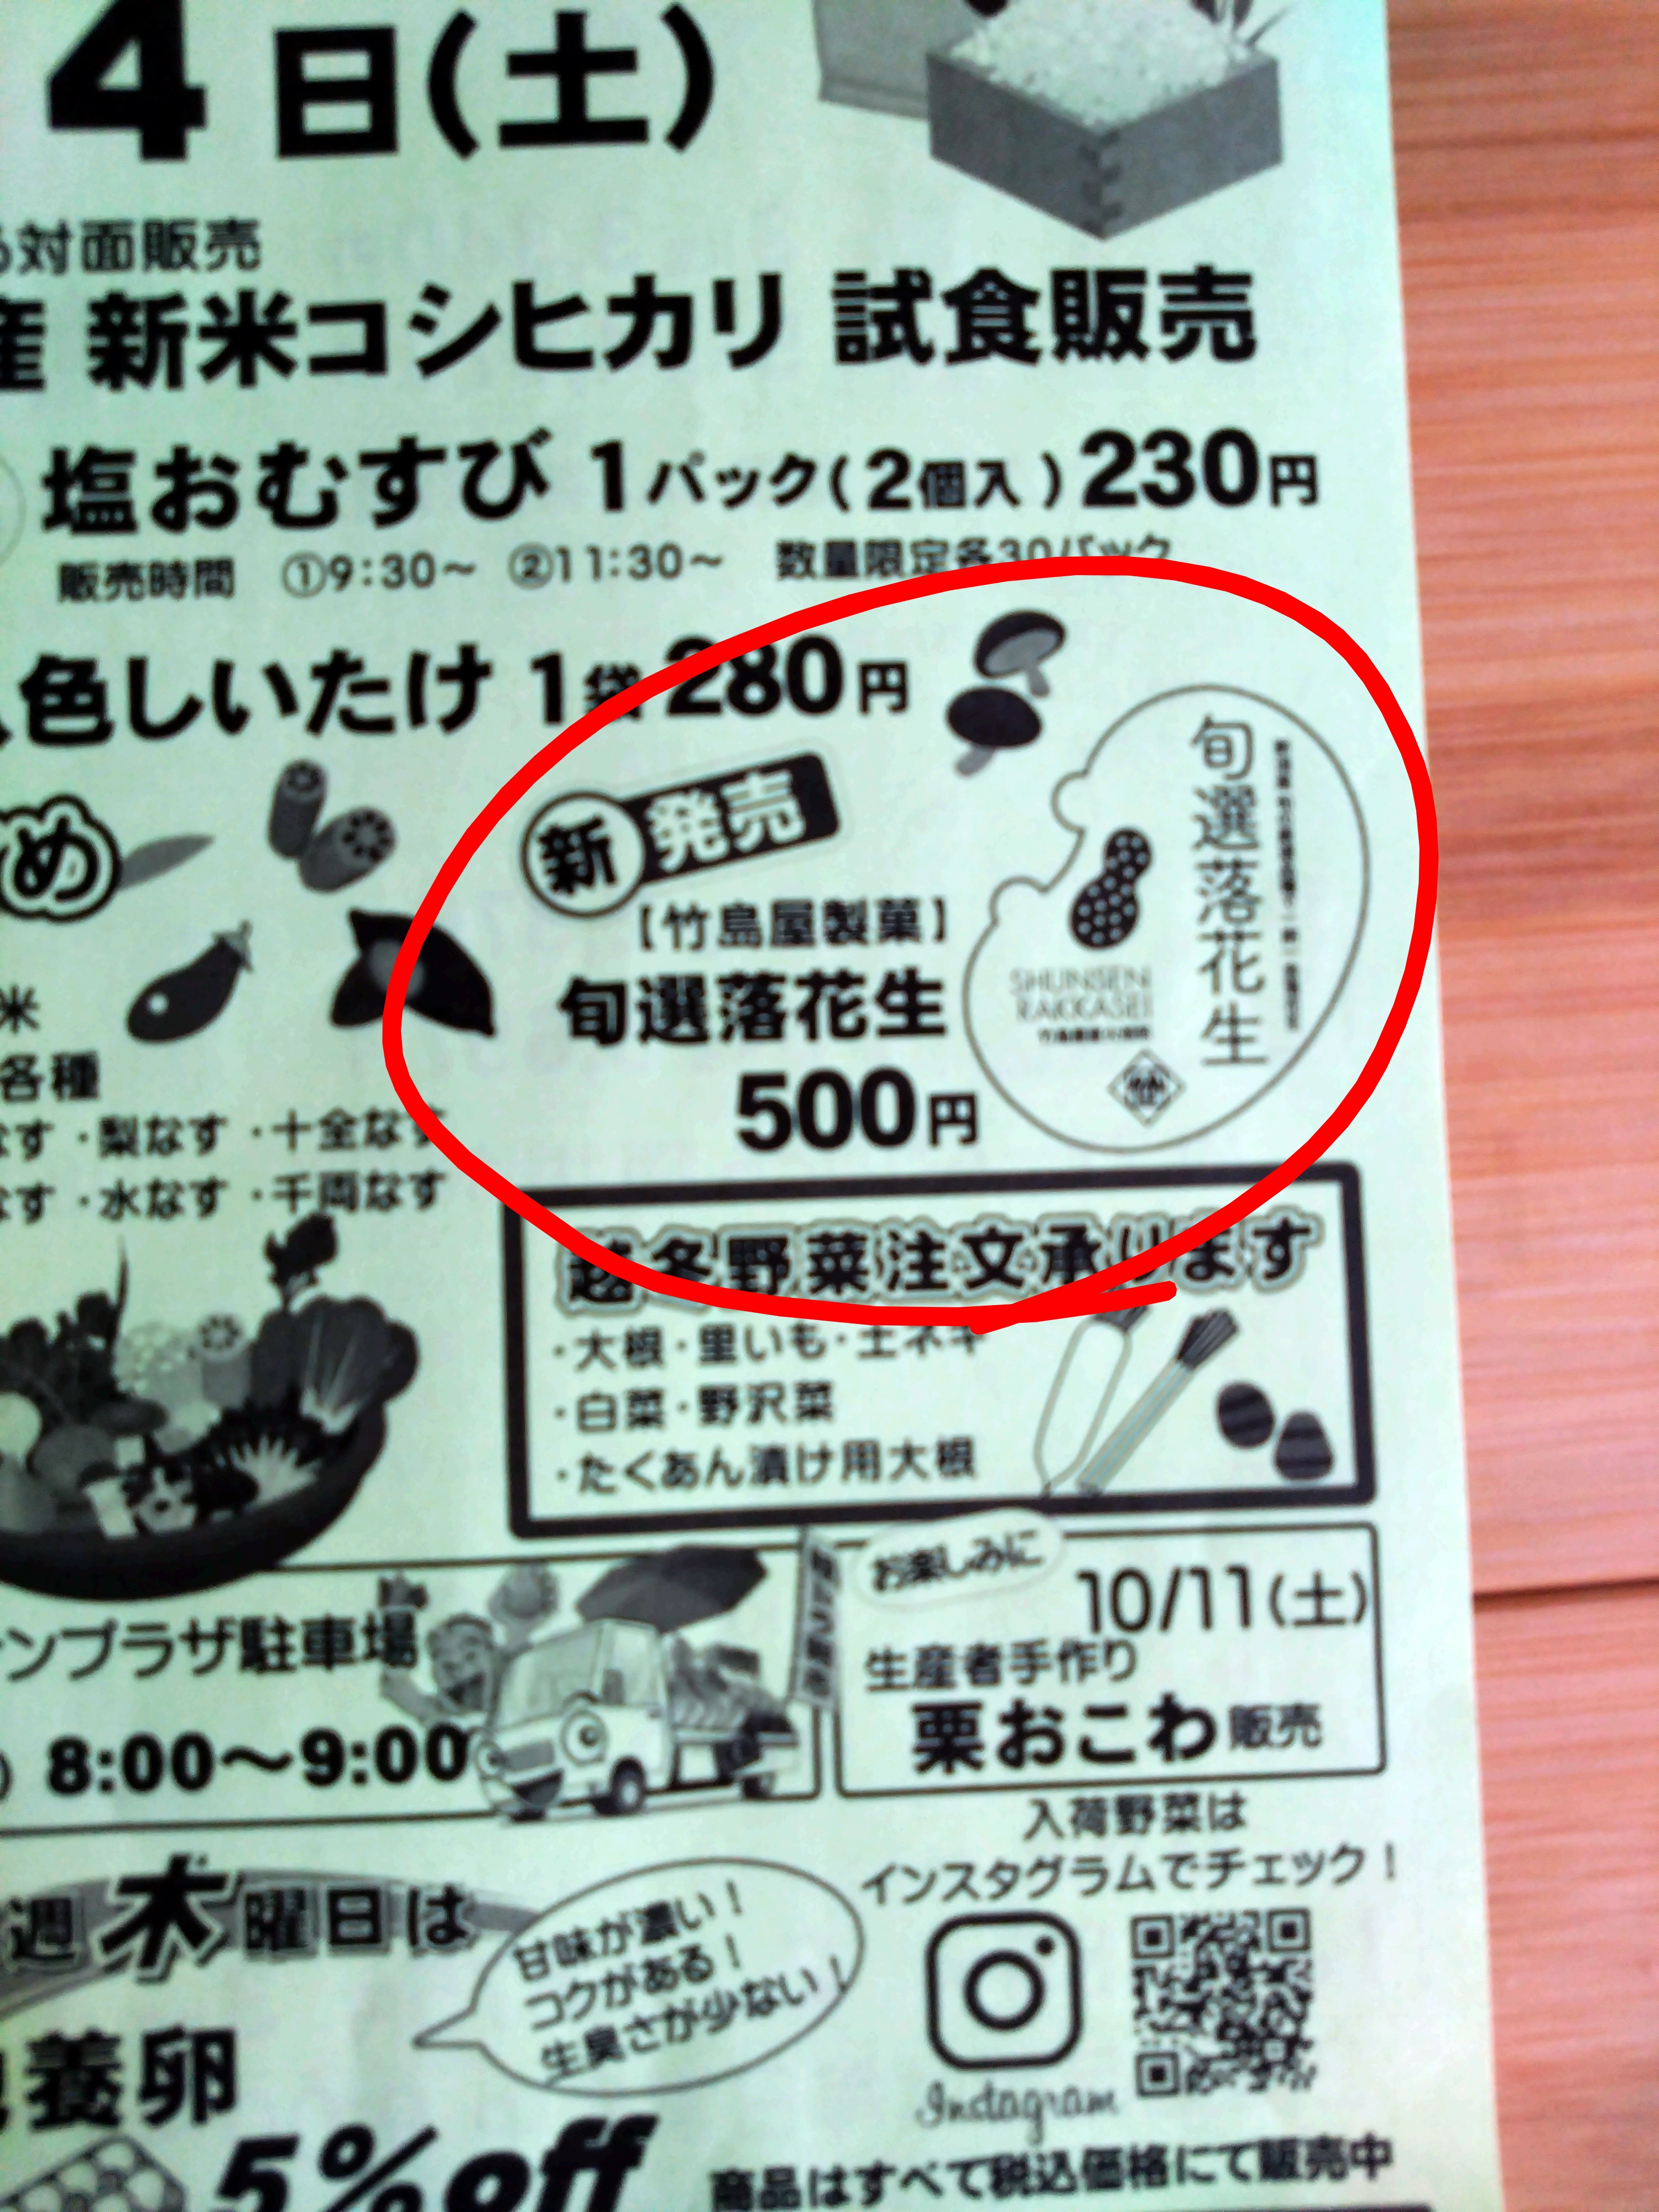 4日(土)
対面販売
産 新米コシヒカリ 試食販売
塩おむすび 1パック(2個入) 230円
販売時間 ①9:30～ ②11:30～ 数量限定各30パック
色しいたけ 1袋 280円
新発売
【竹島屋製菓】
旬選落花生
500円
旬選落花生
SHUNSEN
RAKKASEI
め
米
各種
なす・梨なす・十全なす
なす・水なす・千両なす
越冬野菜注文承ります
・大根・里いも・土ネギ
・白菜・野沢菜
・たくあん漬け用大根
ンプラザ駐車場
8:00～9:00
お楽しみに
10/11(土)
生産者手作り
栗おこわ販売
入荷野菜は
インスタグラムでチェック！
Instagram
週木曜日は
甘味が濃い！
コクがある！
生臭さが少ない！
養卵
5%off
商品はすべて税込価格にて販売中